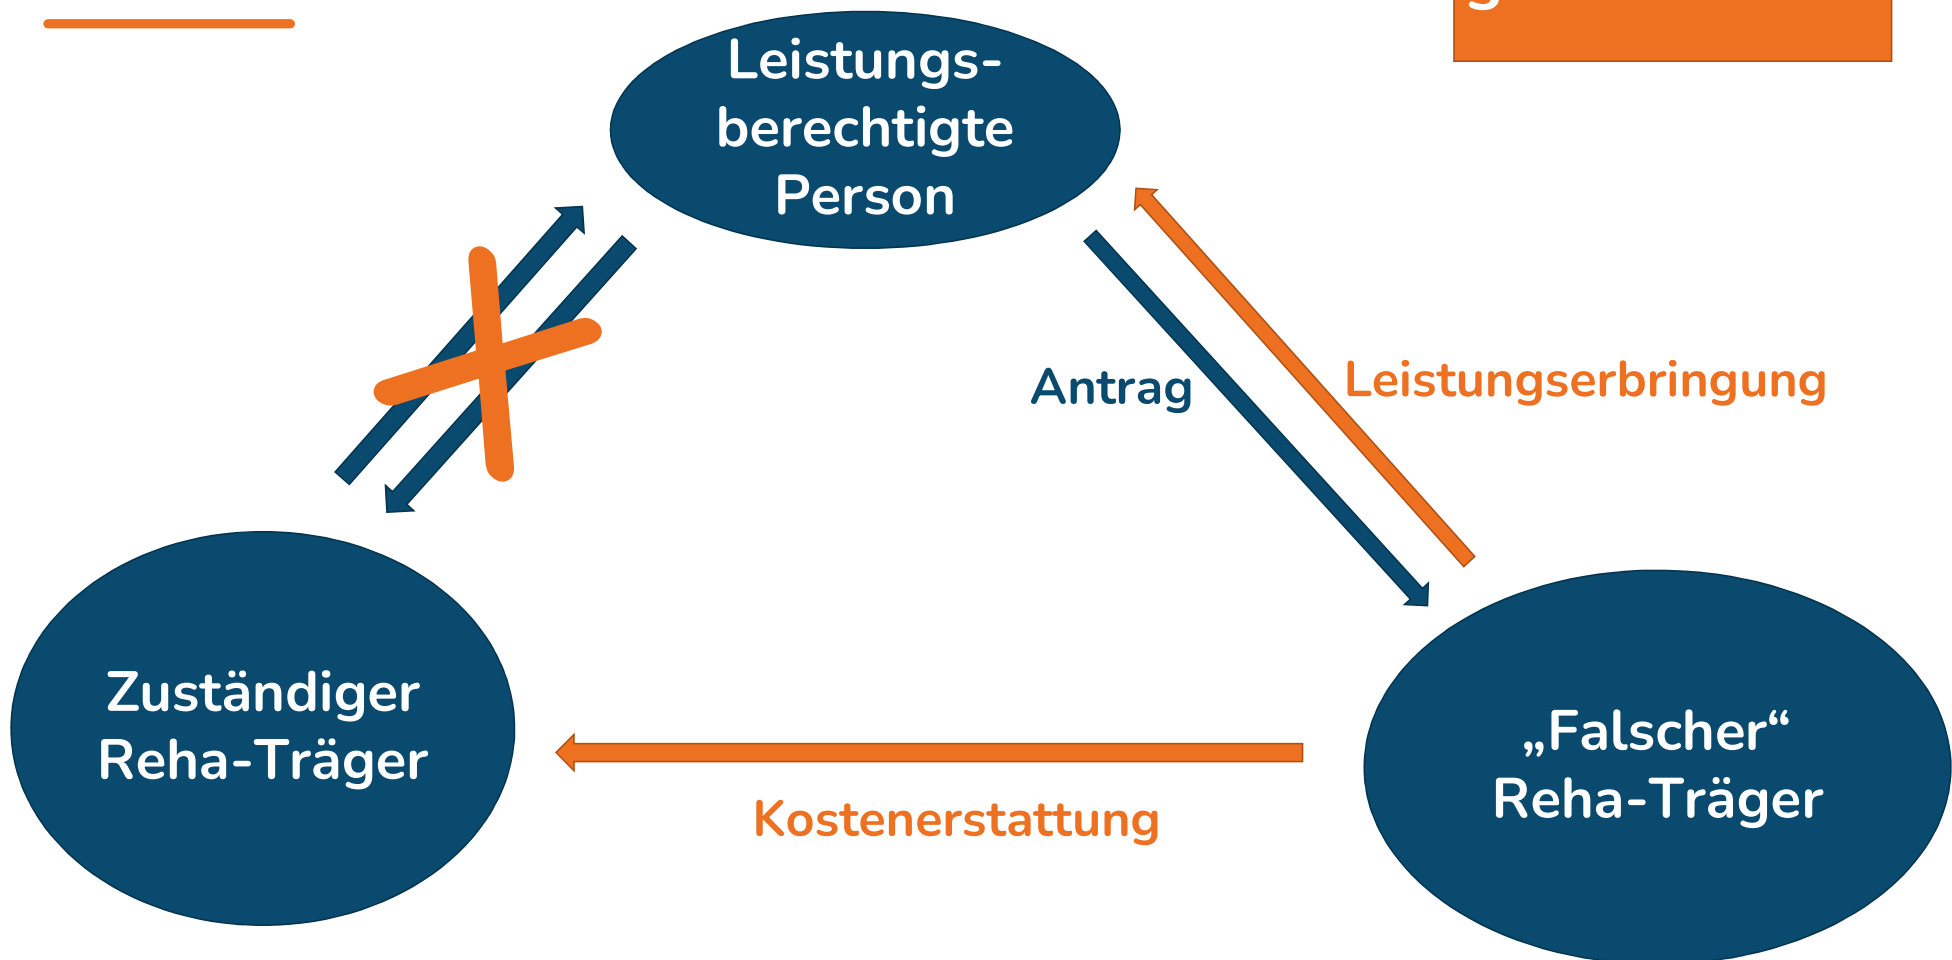 Leistungs-
berechtigte
Person
Antrag
Leistungserbringung
Zuständiger
Reha-Träger
„Falscher“
Reha-Träger
Kostenerstattung